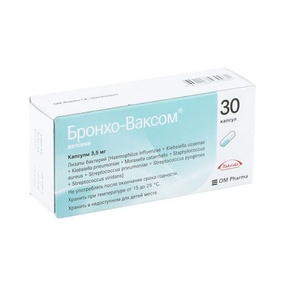 Бронхо-Ваксом®
детский
30
капсул
Капсулы 3,5 мг
Лизаты бактерий [Haemophilus influenzae + Klebsiella ozaenae
+ Klebsiella pneumoniae + Moraxella catarrhalis + Staphylococcus
aureus + Streptococcus pneumoniae + Streptococcus pyogenes
+ Streptococcus viridans]
Не употреблять после окончания срока годности.
Хранить при температуре от 15 до 25 °C.
Хранить в недоступном для детей месте.
Takeda
OM Pharma